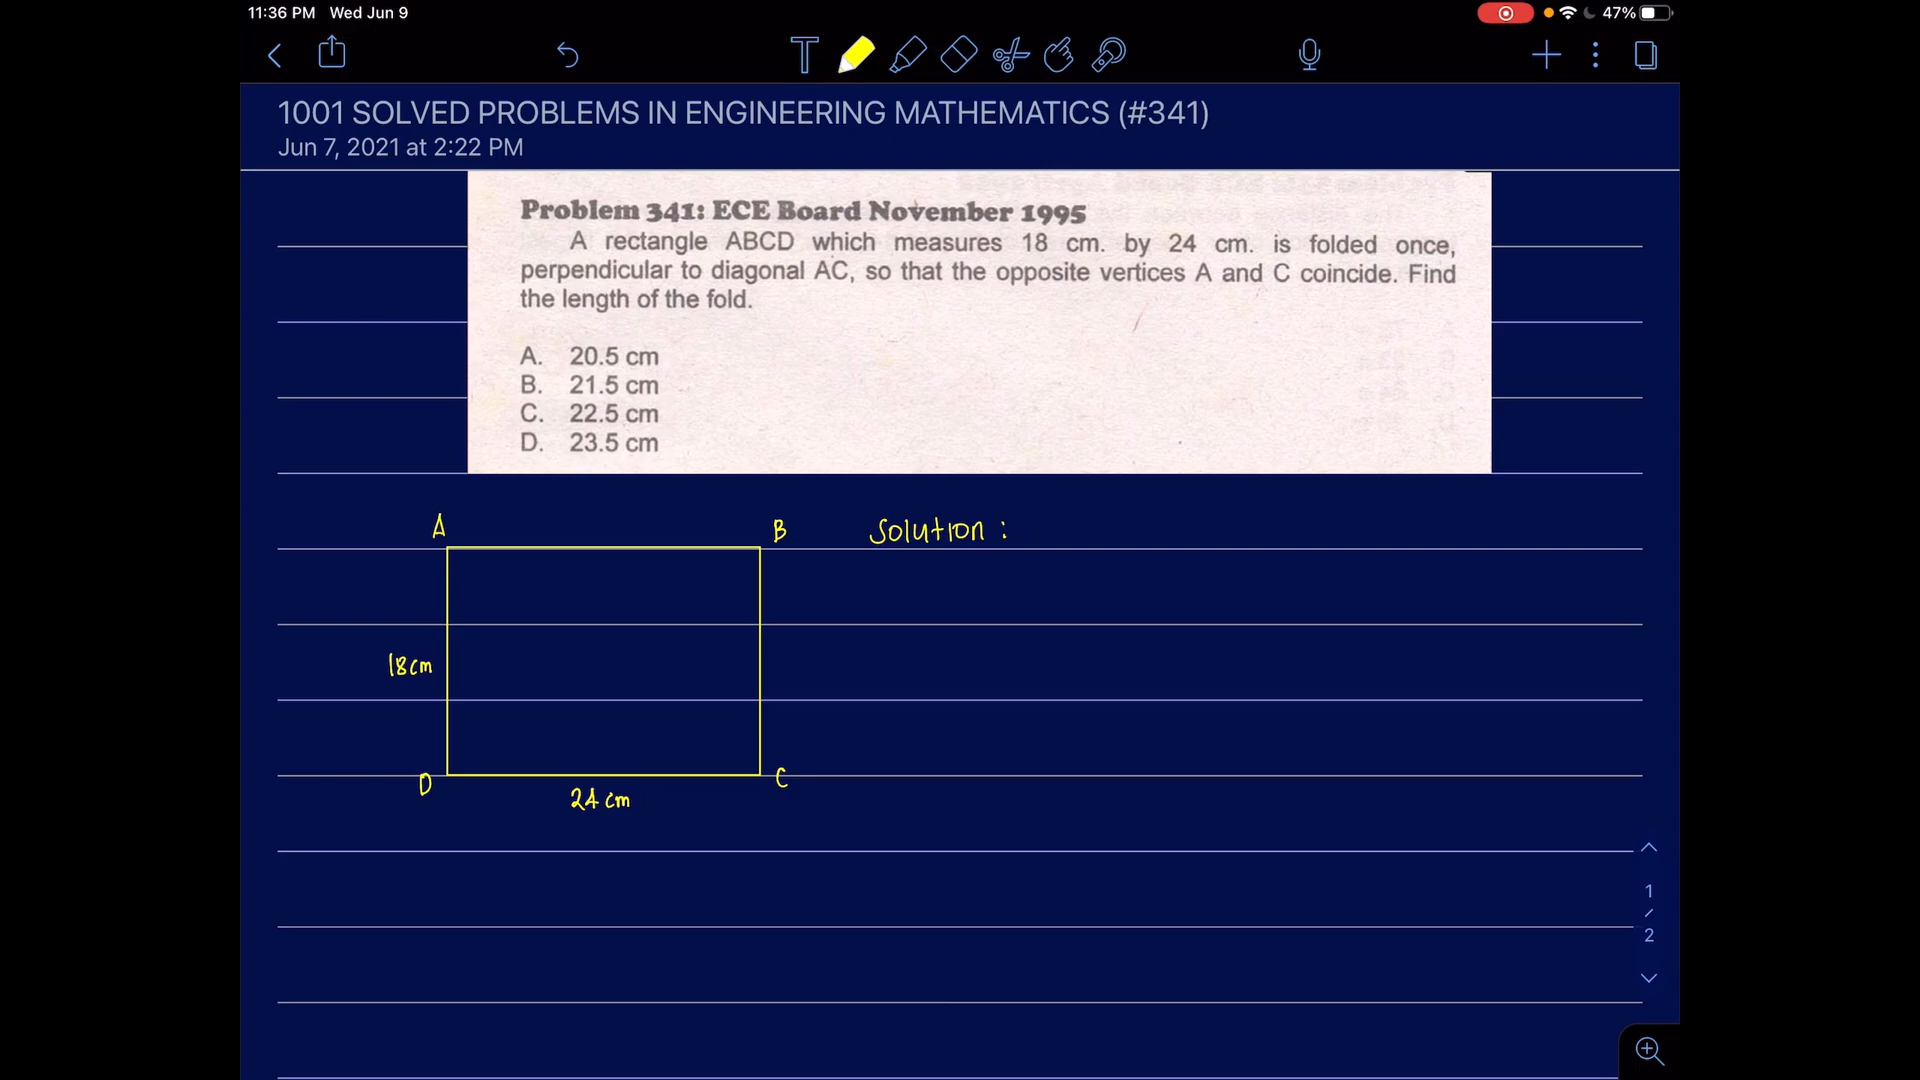 11:36 PM Wed Jun 9
47%
1001 SOLVED PROBLEMS IN ENGINEERING MATHEMATICS (#341)
Jun 7, 2021 at 2:22 PM
Problem 341: ECE Board November 1995
A rectangle ABCD which measures 18 cm. by 24 cm. is folded once,
perpendicular to diagonal AC, so that the opposite vertices A and C coincide. Find
the length of the fold.
A. 20.5 cm
B. 21.5 cm
C. 22.5 cm
D. 23.5 cm
A
B
Solution :
18cm
D
C
24 cm
1
/
2